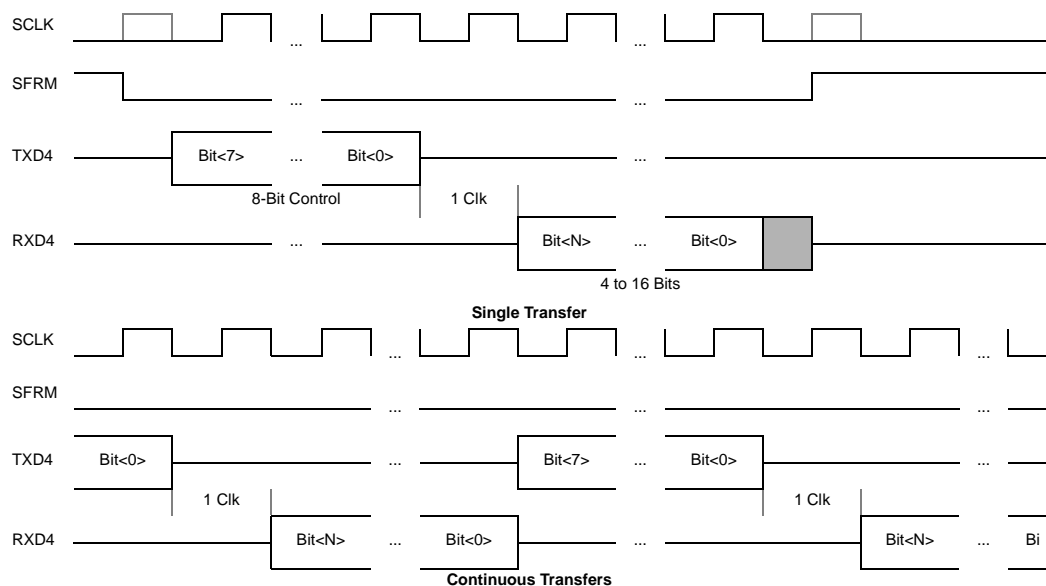 SCLK
... ...
SFRM
... ...
TXD4 Bit<7> ... Bit<0> ...
8-Bit Control 1 Clk
RXD4 ... Bit<N> ... Bit<0>
4 to 16 Bits
Single Transfer
SCLK
... ... ...
SFRM
... ... ...
TXD4 Bit<0> ... Bit<7> ... Bit<0> ...
1 Clk 1 Clk
RXD4 Bit<N> ... Bit<0> ... Bit<N> ... Bi
Continuous Transfers